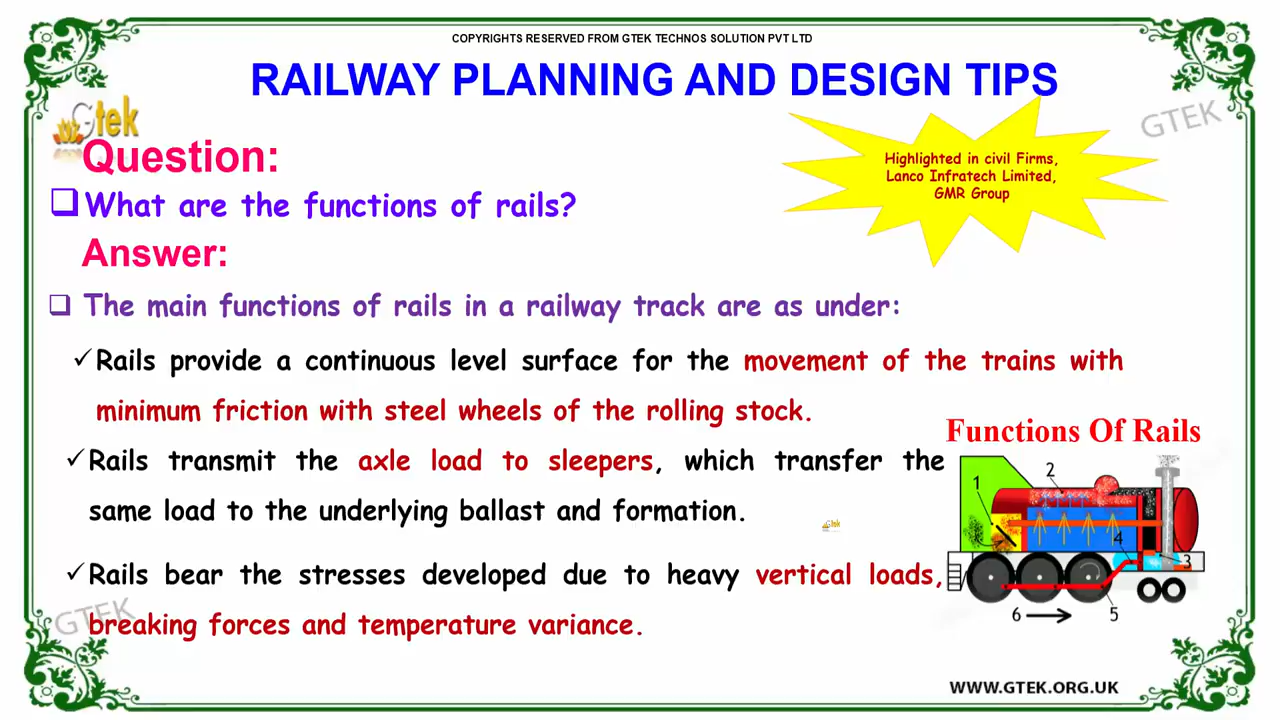 COPYRIGHTS RESERVED FROM GTEK TECHNOS SOLUTION PVT LTD
RAILWAY PLANNING AND DESIGN TIPS
Gtek
GTEK
Question:
Highlighted in civil Firms,
Lanco Infratech Limited,
GMR Group
❑What are the functions of rails?
Answer:
❑ The main functions of rails in a railway track are as under:
✓Rails provide a continuous level surface for the movement of the trains with
minimum friction with steel wheels of the rolling stock.
Functions Of Rails
✓Rails transmit the axle load to sleepers, which transfer the
same load to the underlying ballast and formation.
Gtek
1
2
4
3
✓Rails bear the stresses developed due to heavy vertical loads,
breaking forces and temperature variance.
GTEK
6
5
WWW.GTEK.ORG.UK